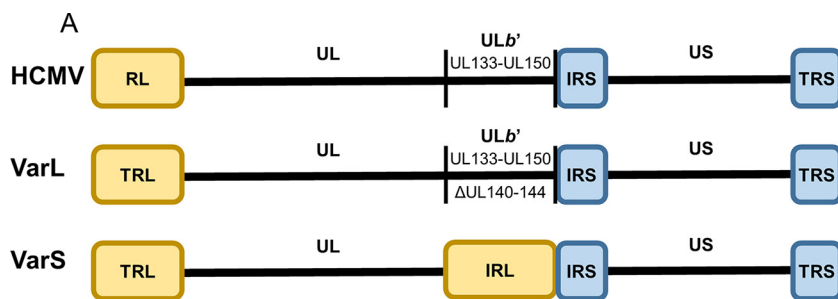 A
HCMV
RL
UL
ULb’
UL133-UL150
IRS
US
TRS
VarL
TRL
UL
ULb’
UL133-UL150
ΔUL140-144
IRS
US
TRS
VarS
TRL
UL
IRL
IRS
US
TRS